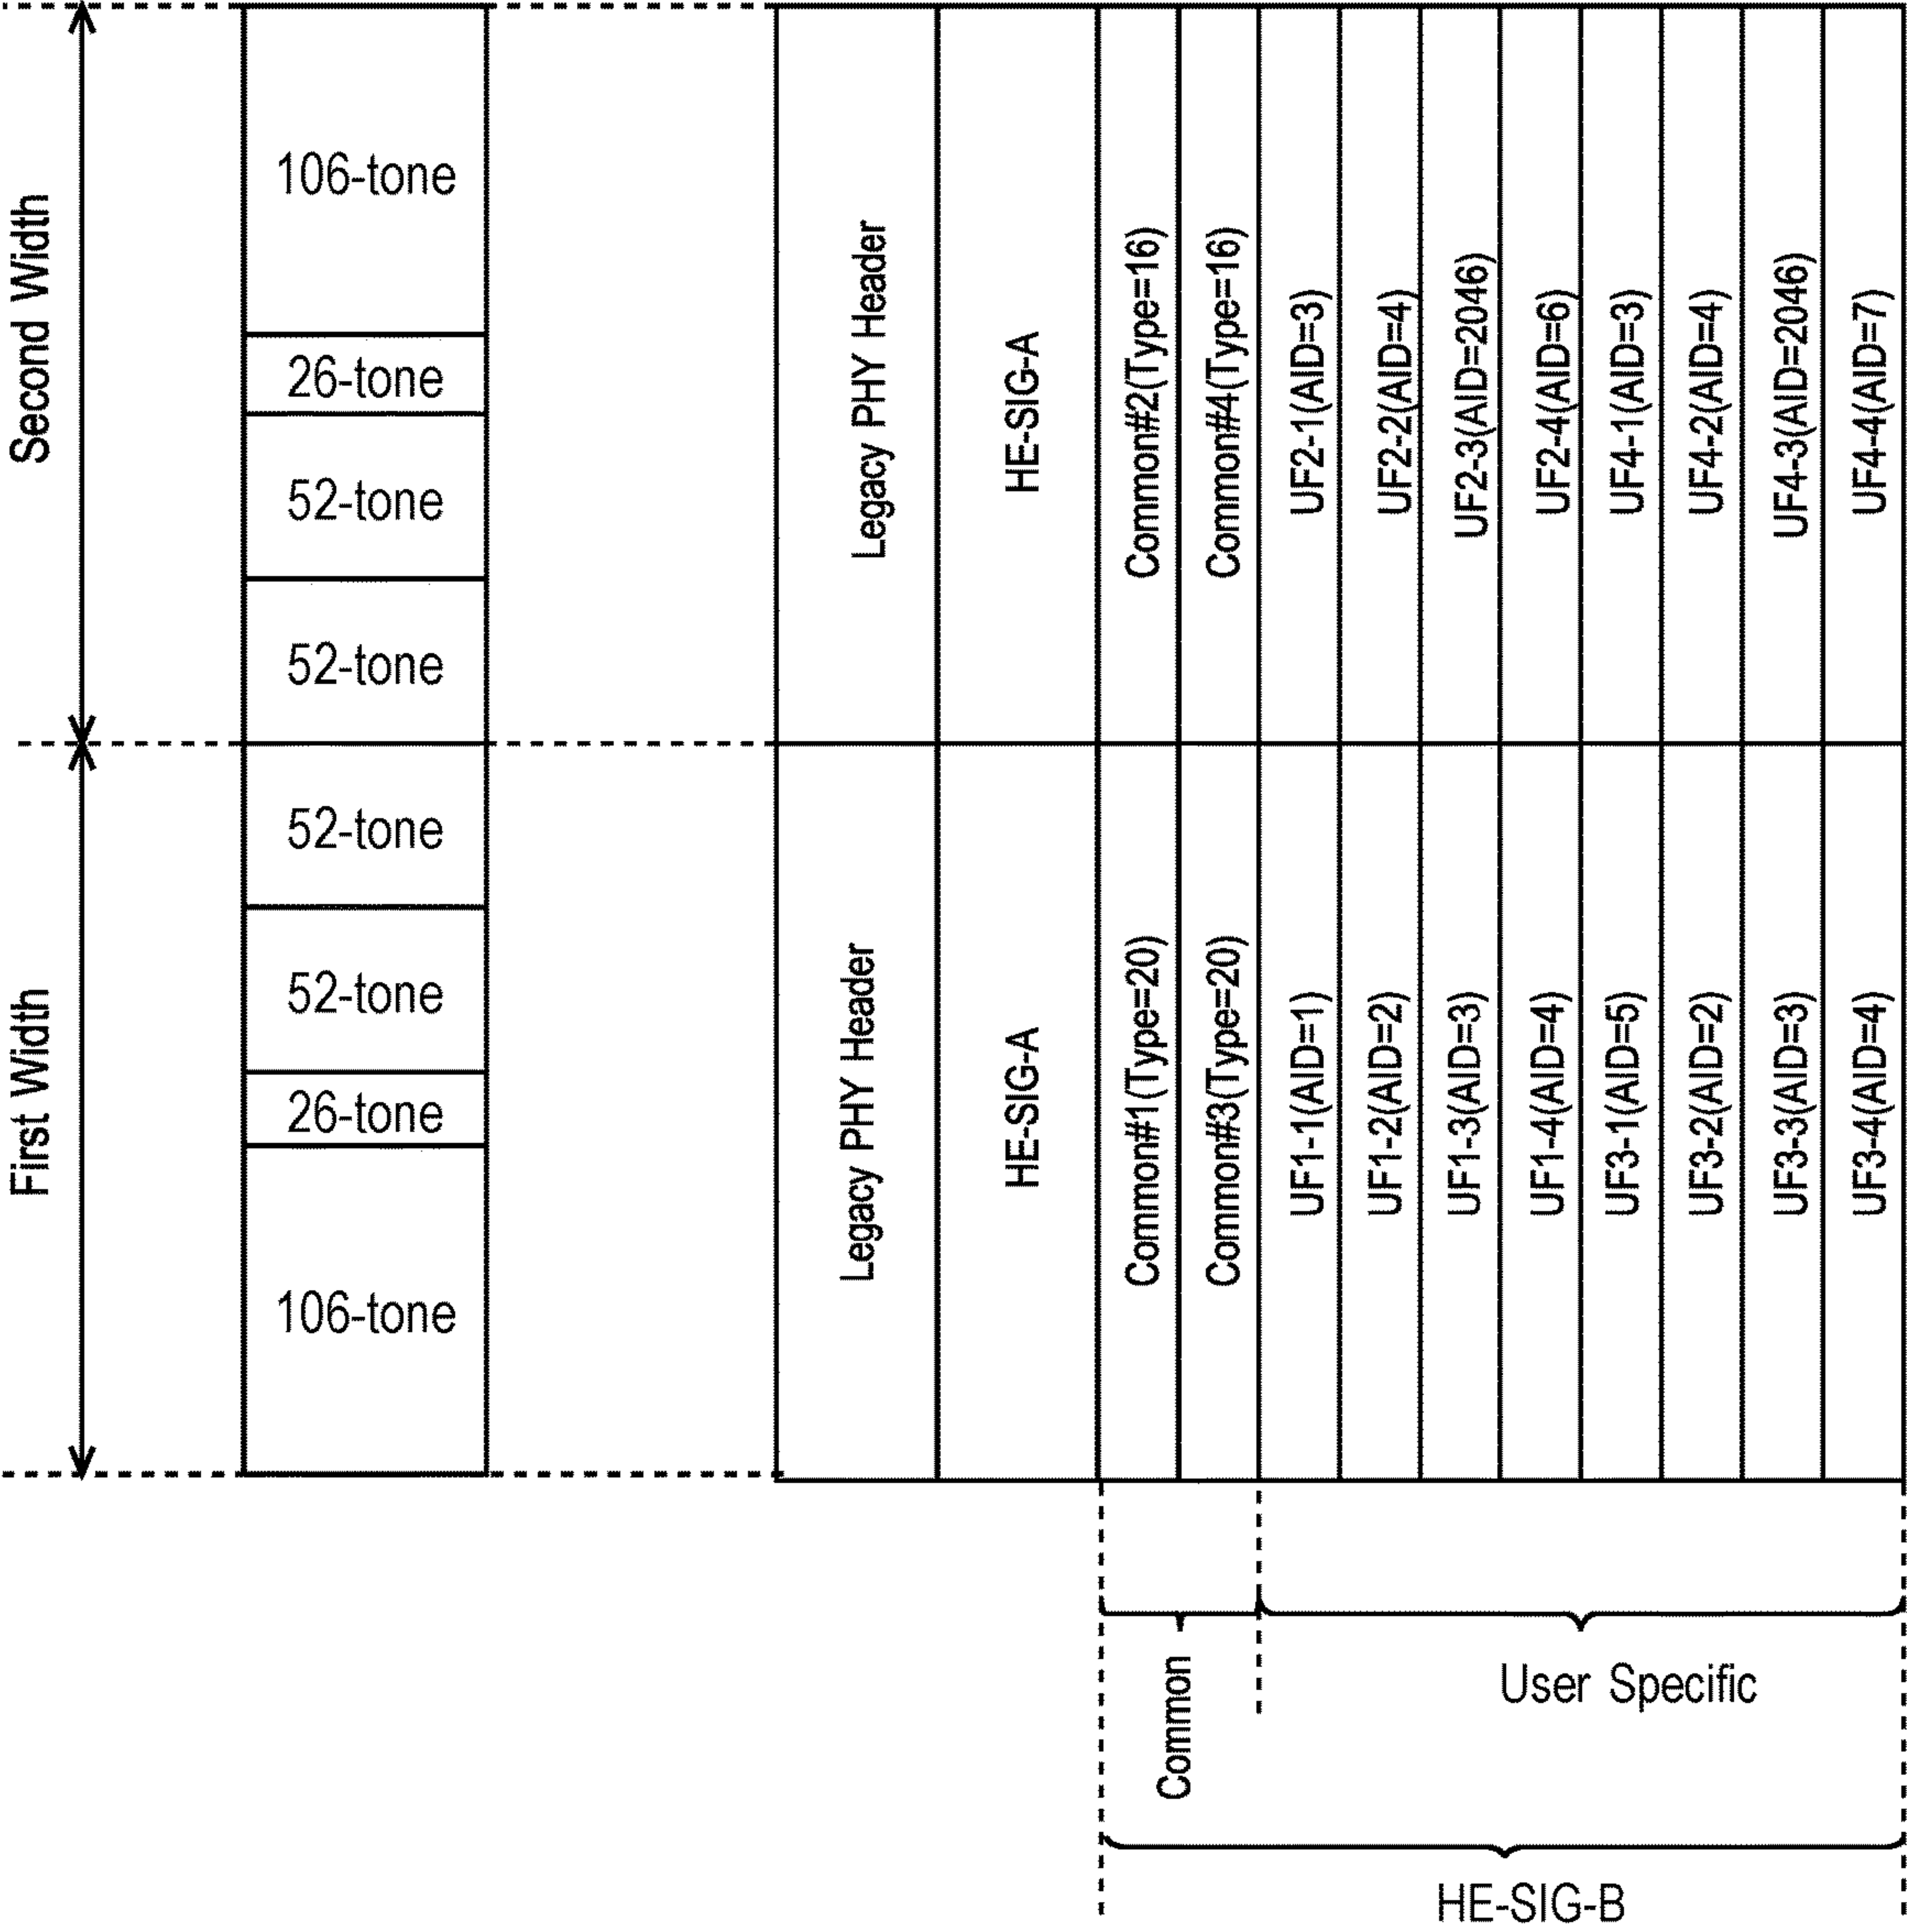 Second Width
106-tone
26-tone
52-tone
52-tone
First Width
52-tone
52-tone
26-tone
106-tone
Legacy PHY Header
HE-SIG-A
Common#2(Type=16)
Common#4(Type=16)
UF2-1(AID=3)
UF2-2(AID=4)
UF2-3(AID=2046)
UF2-4(AID=6)
UF4-1(AID=3)
UF4-2(AID=4)
UF4-3(AID=2046)
UF4-4(AID=7)
Legacy PHY Header
HE-SIG-A
Common#1(Type=20)
Common#3(Type=20)
UF1-1(AID=1)
UF1-2(AID=2)
UF1-3(AID=3)
UF1-4(AID=4)
UF3-1(AID=5)
UF3-2(AID=2)
UF3-3(AID=3)
UF3-4(AID=4)
Common
User Specific
HE-SIG-B